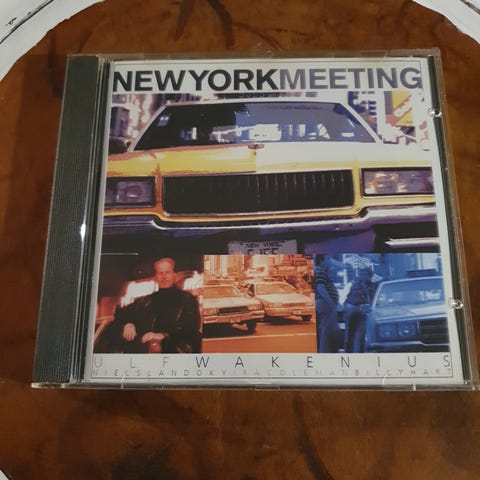 NEWYORKMEETING
NEW YORK
ULFWAKENIUS
NIELSLANDOKYIRACOLEMANBILLYHART